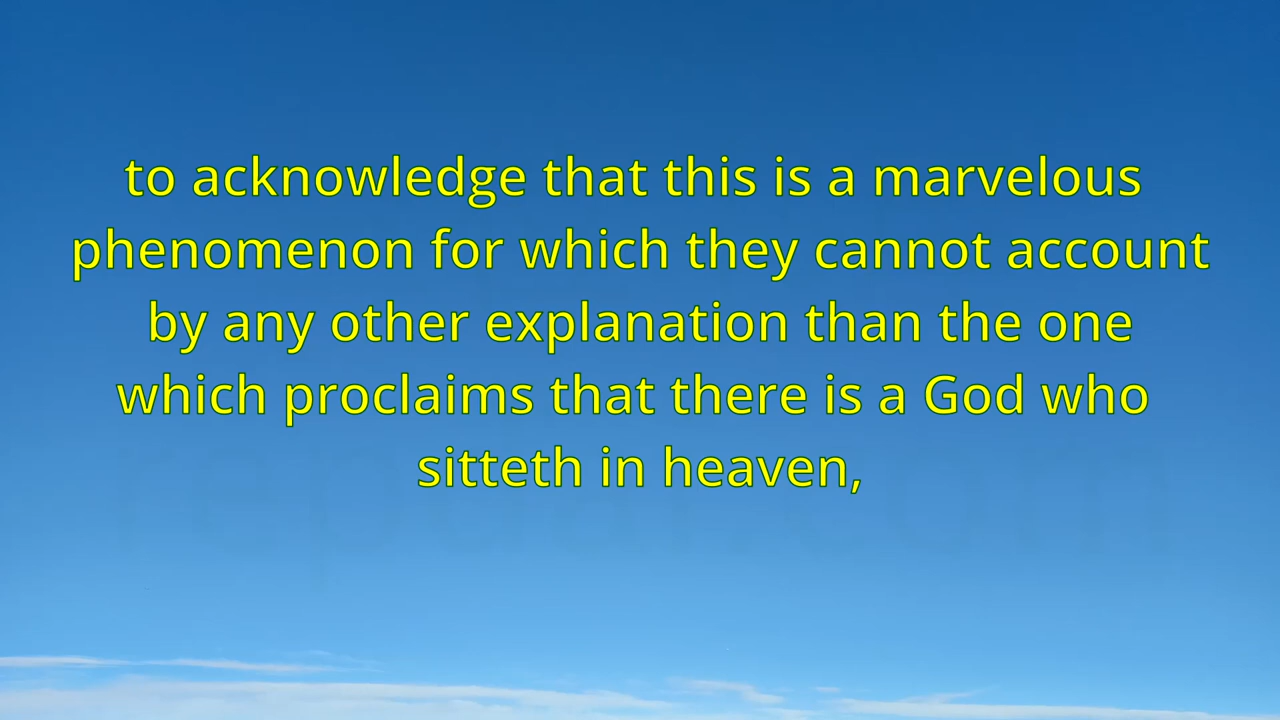 to acknowledge that this is a marvelous
phenomenon for which they cannot account
by any other explanation than the one
which proclaims that there is a God who
sitteth in heaven,